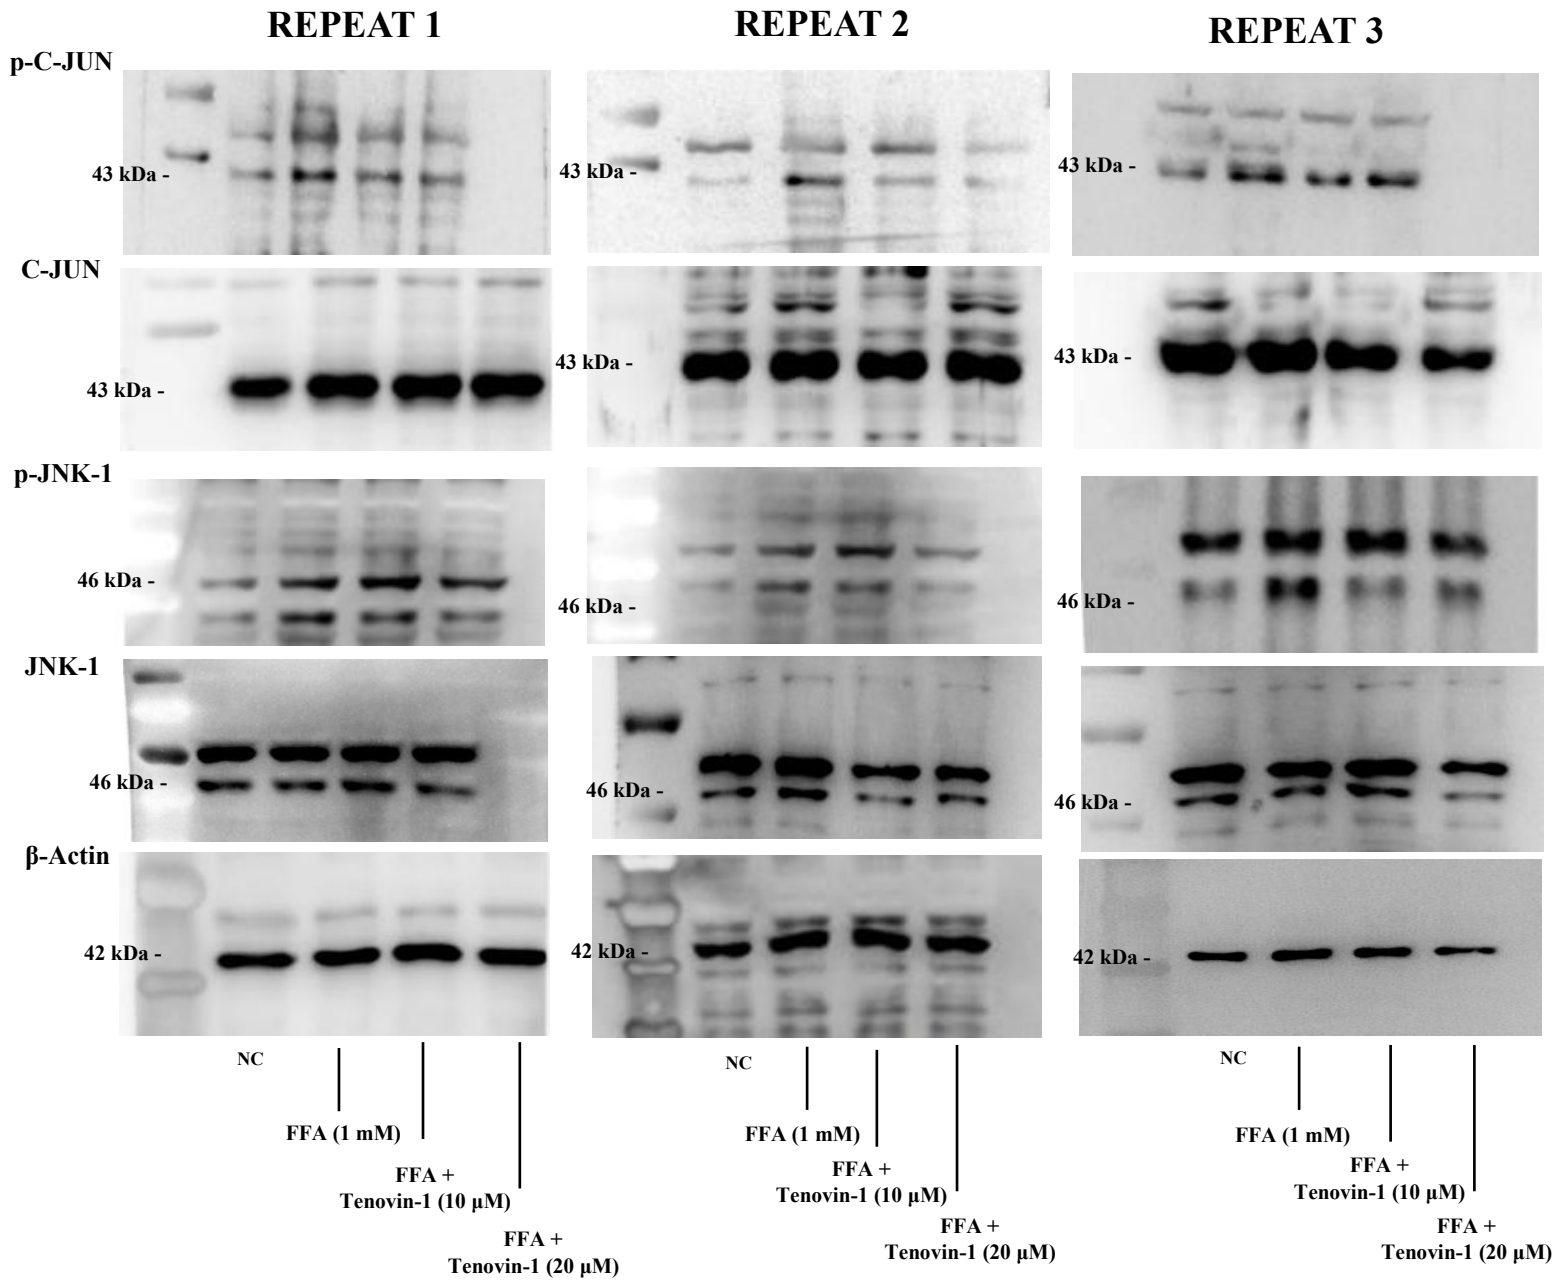 REPEAT 1
REPEAT 2
REPEAT 3
p-C-JUN
43 kDa -
43 kDa -
43 kDa -
C-JUN
43 kDa -
43 kDa -
43 kDa -
p-JNK-1
46 kDa -
46 kDa -
46 kDa -
JNK-1
46 kDa -
46 kDa -
46 kDa -
β-Actin
42 kDa -
42 kDa -
42 kDa -
NC
FFA (1 mM)
FFA +
Tenovin-1 (10 µM)
FFA +
Tenovin-1 (20 µM)
NC
FFA (1 mM)
FFA +
Tenovin-1 (10 µM)
FFA +
Tenovin-1 (20 µM)
NC
FFA (1 mM)
FFA +
Tenovin-1 (10 µM)
FFA +
Tenovin-1 (20 µM)